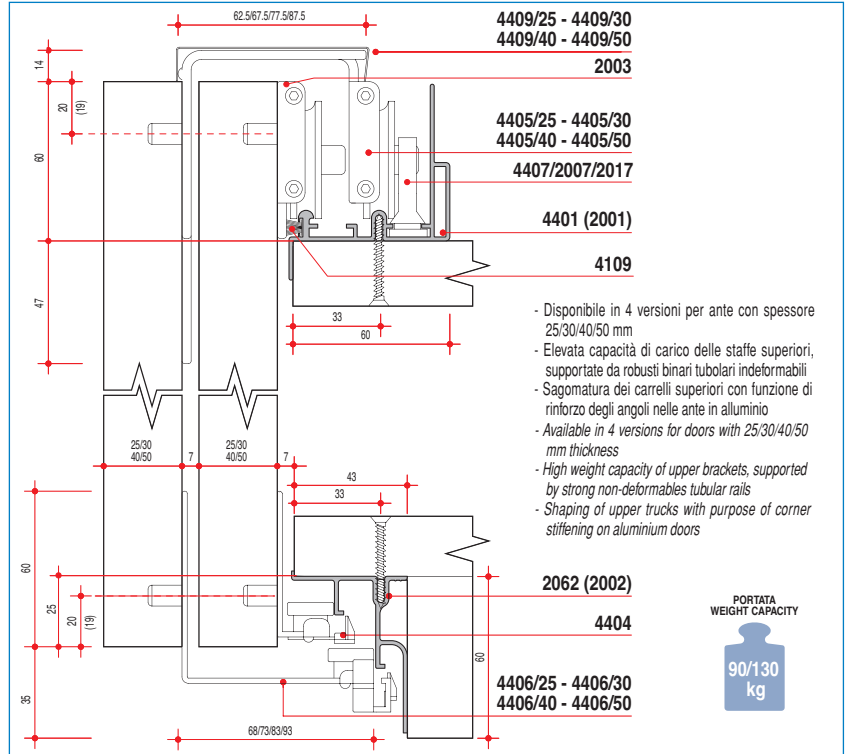 62.5/67.5/77.5/87.5
4409/25 - 4409/30
4409/40 - 4409/50
2003
14
20
(19)
60
4405/25 - 4405/30
4405/40 - 4405/50
4407/2007/2017
4401 (2001)
4109
47
33
60
- Disponibile in 4 versioni per ante con spessore
25/30/40/50 mm
- Elevata capacità di carico delle staffe superiori,
supportate da robusti binari tubolari indeformabili
- Sagomatura dei carrelli superiori con funzione di
rinforzo degli angoli nelle ante in alluminio
- Available in 4 versions for doors with 25/30/40/50
mm thickness
- High weight capacity of upper brackets, supported
by strong non-deformables tubular rails
- Shaping of upper trucks with purpose of corner
stiffening on aluminium doors
25/30
40/50
7
25/30
40/50
7
43
33
60
25
20
(19)
35
2062 (2002)
4404
60
4406/25 - 4406/30
4406/40 - 4406/50
68/73/83/93
PORTATA
WEIGHT CAPACITY
90/130
kg